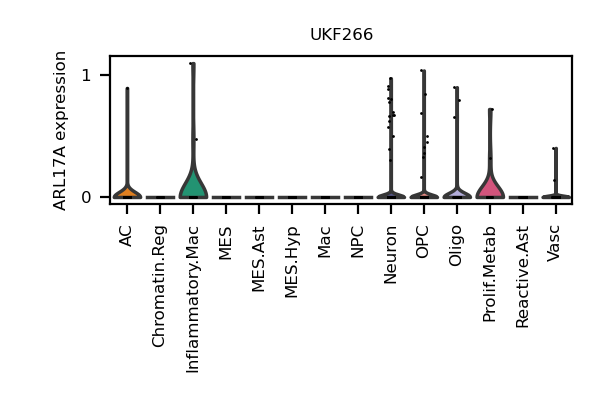 UKF266
ARL17A expression
1
0
AC
Chromatin.Reg
Inflammatory.Mac
MES
MES.Ast
MES.Hyp
Mac
NPC
Neuron
OPC
Oligo
Prolif.Metab
Reactive.Ast
Vasc